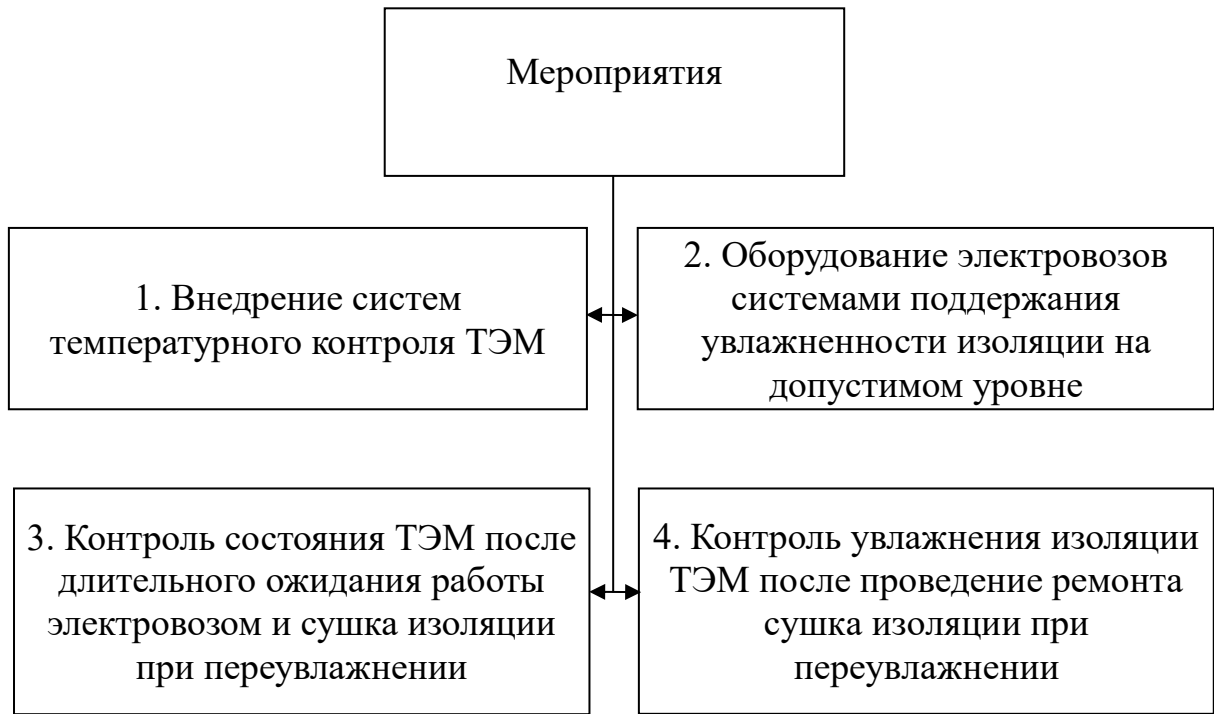 Мероприятия
1. Внедрение систем
температурного контроля ТЭМ
2. Оборудование электровозов
системами поддержания
увлажненности изоляции на
допустимом уровне
3. Контроль состояния ТЭМ после
длительного ожидания работы
электровозом и сушка изоляции
при переувлажнении
4. Контроль увлажнения изоляции
ТЭМ после проведение ремонта
сушка изоляции при
переувлажнении